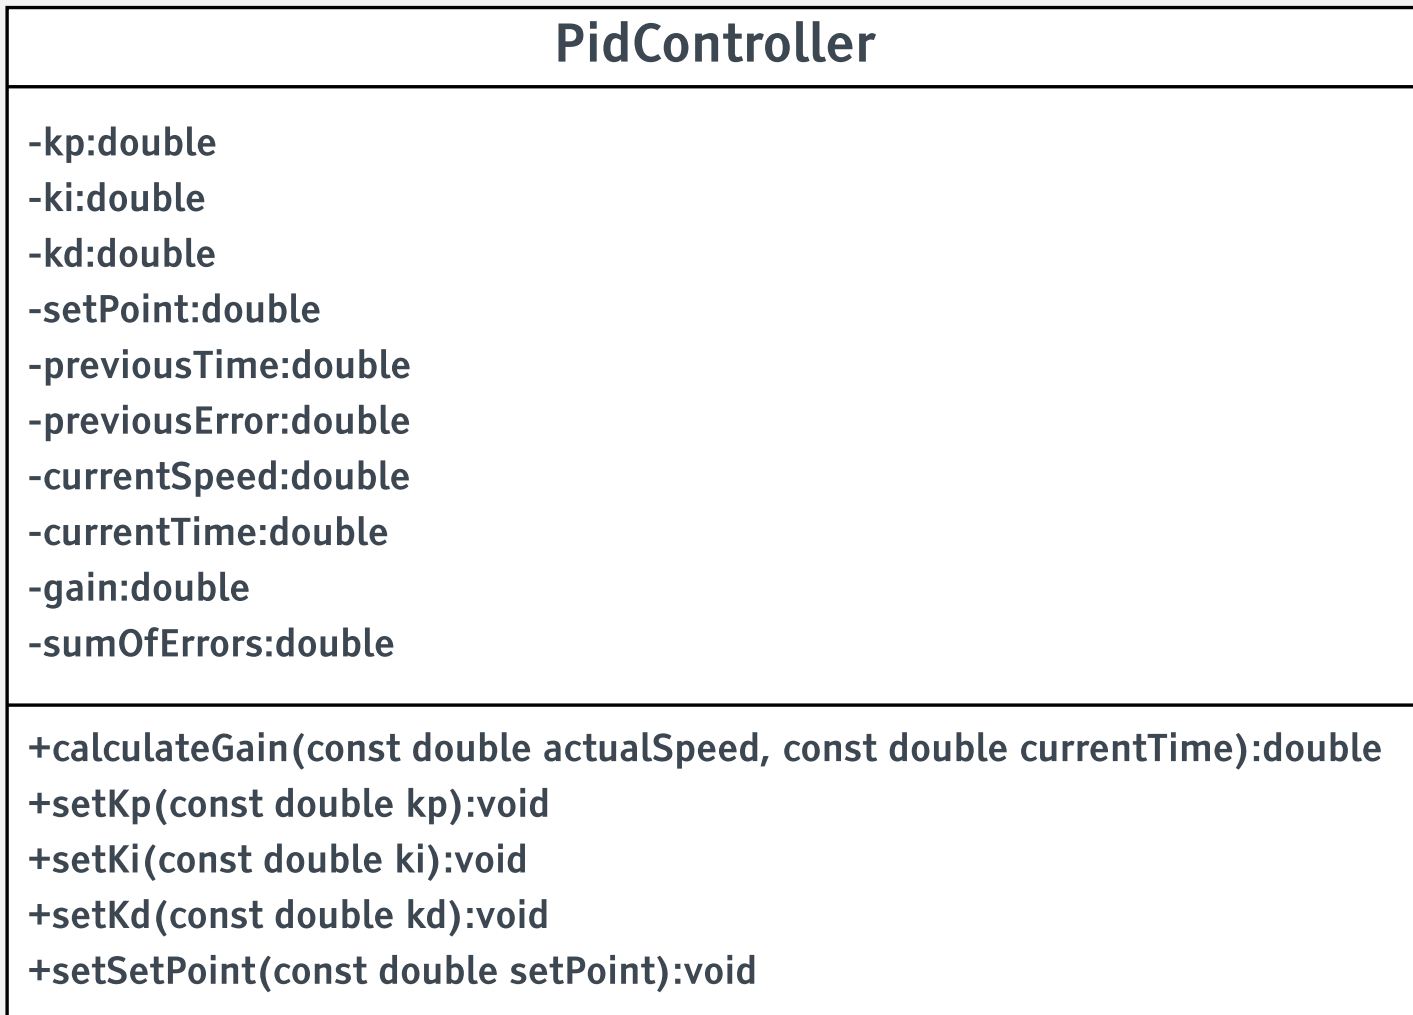 PidController
-kp:double
-ki:double
-kd:double
-setPoint:double
-previousTime:double
-previousError:double
-currentSpeed:double
-currentTime:double
-gain:double
-sumOfErrors:double
+calculateGain(const double actualSpeed, const double currentTime):double
+setKp(const double kp):void
+setKi(const double ki):void
+setKd(const double kd):void
+setSetPoint(const double setPoint):void